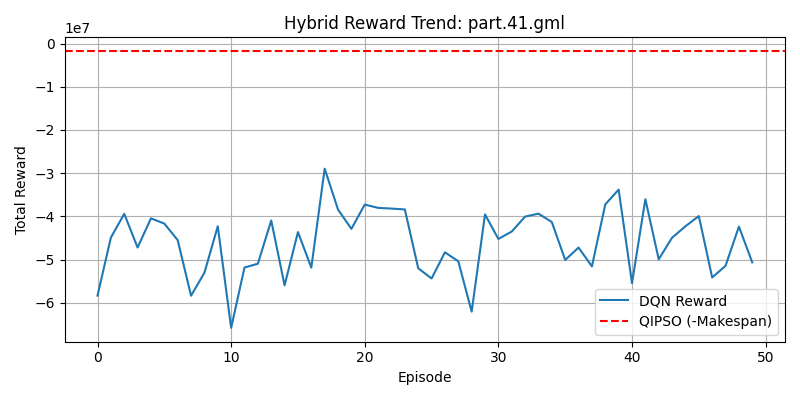 Hybrid Reward Trend: part.41.gml
1e7
0
−1
−2
−3
−4
−5
−6
Total Reward
0 10 20 30 40 50
Episode
DQN Reward
QIPSO (-Makespan)